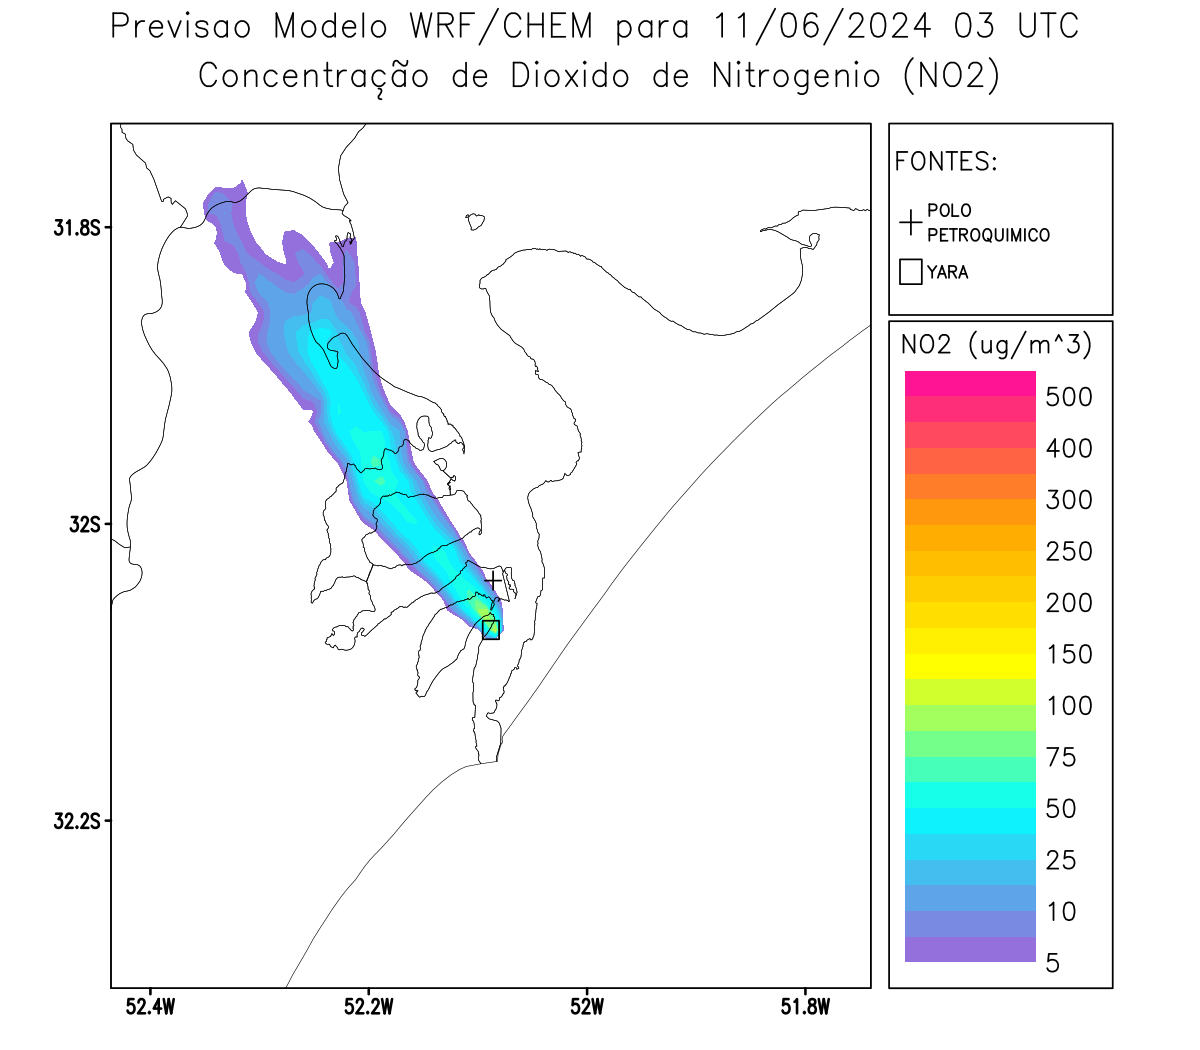 Previsao Modelo WRF/CHEM para 11/06/2024 03 UTC
Concentração de Dioxido de Nitrogenio (NO2)
FONTES:
POLO
PETROQUIMICO
YARA
NO2 (ug/m^3)
500
400
300
250
200
150
100
75
50
25
10
5
31.8S
32S
32.2S
52.4W
52.2W
52W
51.8W